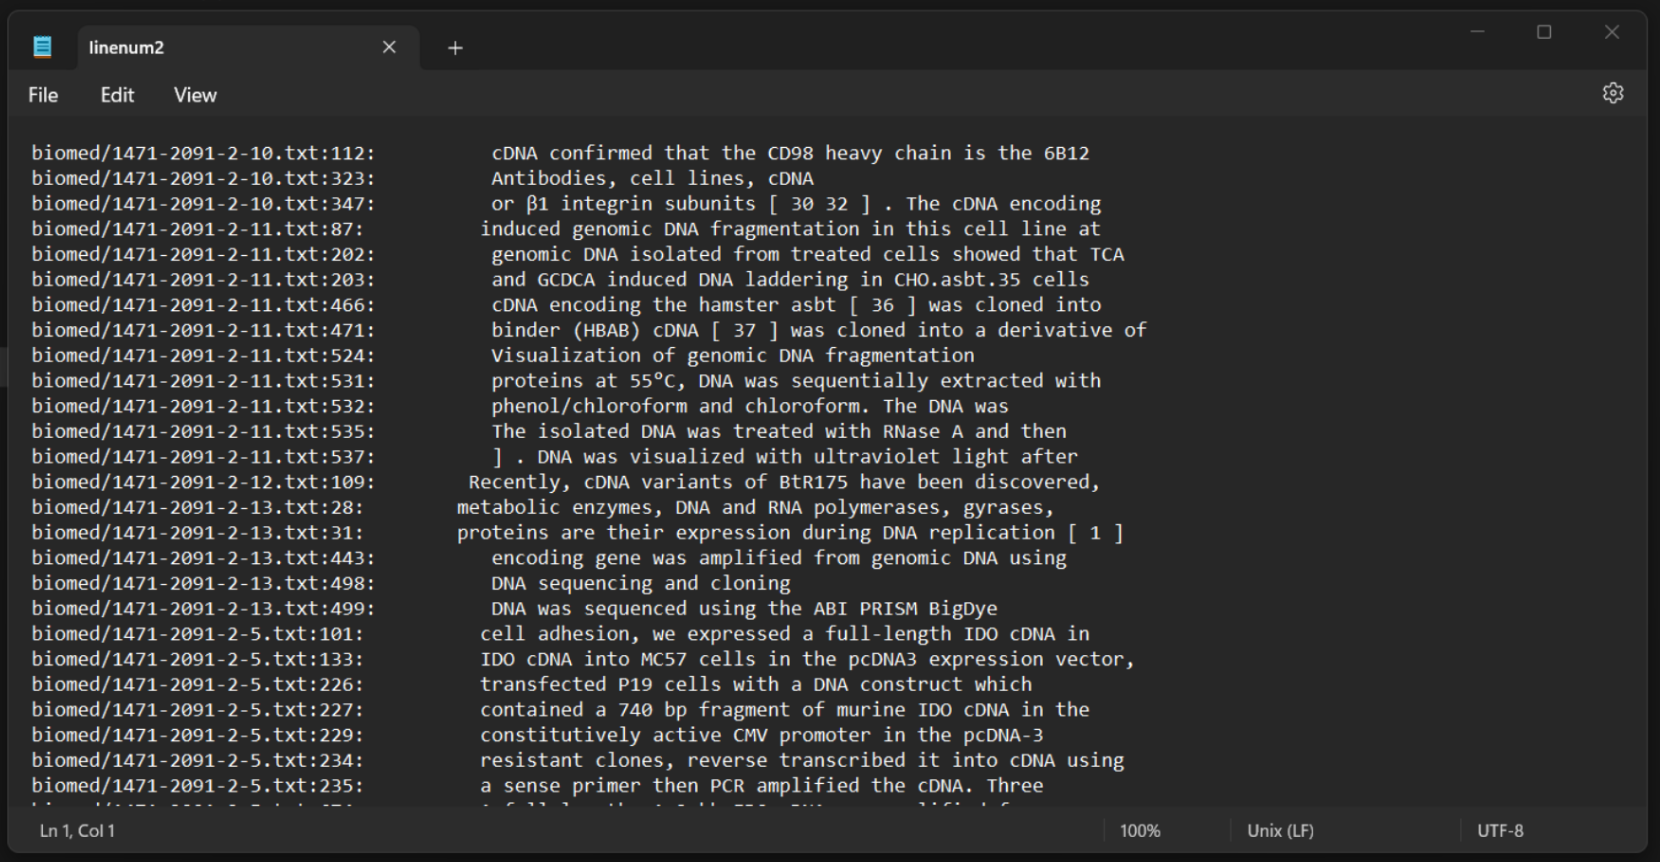 linenum2
File Edit View
biomed/1471-2091-2-10.txt:112: cDNA confirmed that the CD98 heavy chain is the 6B12
biomed/1471-2091-2-10.txt:323: Antibodies, cell lines, cDNA
biomed/1471-2091-2-10.txt:347: or β1 integrin subunits [ 30 32 ] . The cDNA encoding
biomed/1471-2091-2-11.txt:87: induced genomic DNA fragmentation in this cell line at
biomed/1471-2091-2-11.txt:202: genomic DNA isolated from treated cells showed that TCA
biomed/1471-2091-2-11.txt:203: and GCDCA induced DNA laddering in CHO.asbt.35 cells
biomed/1471-2091-2-11.txt:466: cDNA encoding the hamster asbt [ 36 ] was cloned into
biomed/1471-2091-2-11.txt:471: binder (HBAB) cDNA [ 37 ] was cloned into a derivative of
biomed/1471-2091-2-11.txt:524: Visualization of genomic DNA fragmentation
biomed/1471-2091-2-11.txt:531: proteins at 55°C, DNA was sequentially extracted with
biomed/1471-2091-2-11.txt:532: phenol/chloroform and chloroform. The DNA was
biomed/1471-2091-2-11.txt:535: The isolated DNA was treated with RNase A and then
biomed/1471-2091-2-11.txt:537: ] . DNA was visualized with ultraviolet light after
biomed/1471-2091-2-12.txt:109: Recently, cDNA variants of BtR175 have been discovered,
biomed/1471-2091-2-13.txt:28: metabolic enzymes, DNA and RNA polymerases, gyrases,
biomed/1471-2091-2-13.txt:31: proteins are their expression during DNA replication [ 1 ]
biomed/1471-2091-2-13.txt:443: encoding gene was amplified from genomic DNA using
biomed/1471-2091-2-13.txt:498: DNA sequencing and cloning
biomed/1471-2091-2-13.txt:499: DNA was sequenced using the ABI PRISM BigDye
biomed/1471-2091-2-5.txt:101: cell adhesion, we expressed a full-length IDO cDNA in
biomed/1471-2091-2-5.txt:133: IDO cDNA into MC57 cells in the pcDNA3 expression vector,
biomed/1471-2091-2-5.txt:226: transfected P19 cells with a DNA construct which
biomed/1471-2091-2-5.txt:227: contained a 740 bp fragment of murine IDO cDNA in the
biomed/1471-2091-2-5.txt:229: constitutively active CMV promoter in the pcDNA-3
biomed/1471-2091-2-5.txt:234: resistant clones, reverse transcribed it into cDNA using
biomed/1471-2091-2-5.txt:235: a sense primer then PCR amplified the cDNA. Three
Ln 1, Col 1 100% Unix (LF) UTF-8